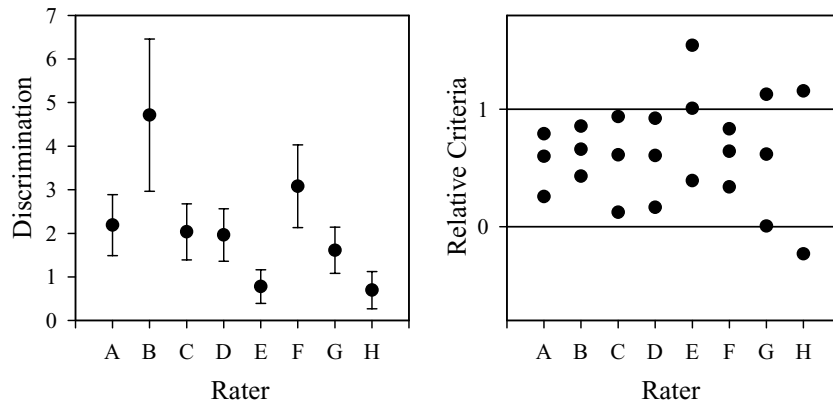 7
6
5
4
3
2
1
0
Discrimination
A B C D E F G H
Rater
1
0
Relative Criteria
A B C D E F G H
Rater